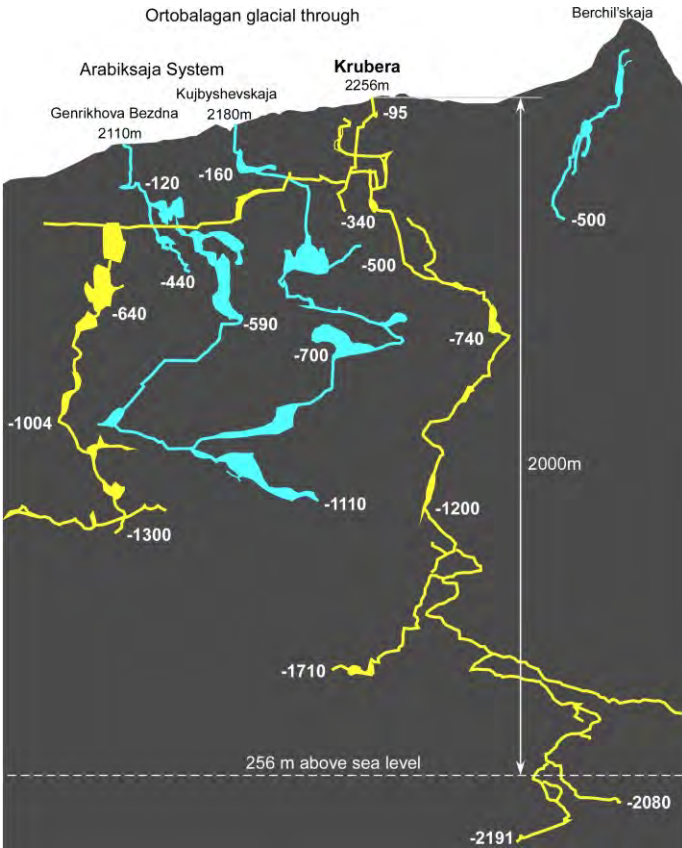 Ortobalagan glacial through
Berchil'skaja
Arabiksaja System
Krubera
2256m
Kujbyshevskaja
2180m
Genrikhova Bezdna
2110m
-95
-160
-120
-340
-500
-500
-440
-640
-590
-740
-700
-1004
2000m
-1110
-1200
-1300
-1710
256 m above sea level
-2080
-2191